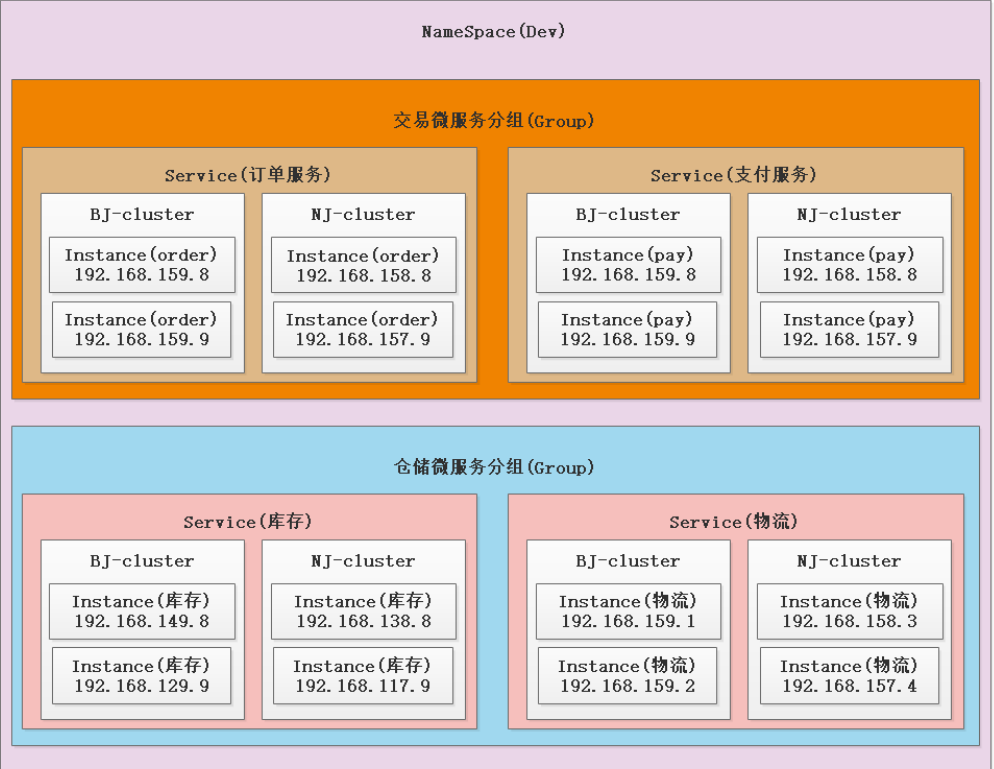 NameSpace(Dev)
交易微服务分组(Group)
Service(订单服务)
BJ-cluster
Instance(order)
192.168.159.8
Instance(order)
192.168.159.9
NJ-cluster
Instance(order)
192.168.158.8
Instance(order)
192.168.157.9
Service(支付服务)
BJ-cluster
Instance(pay)
192.168.159.8
Instance(pay)
192.168.159.9
NJ-cluster
Instance(pay)
192.168.158.8
Instance(pay)
192.168.157.9
仓储微服务分组(Group)
Service(库存)
BJ-cluster
Instance(库存)
192.168.149.8
Instance(库存)
192.168.129.9
NJ-cluster
Instance(库存)
192.168.138.8
Instance(库存)
192.168.117.9
Service(物流)
BJ-cluster
Instance(物流)
192.168.159.1
Instance(物流)
192.168.159.2
NJ-cluster
Instance(物流)
192.168.158.3
Instance(物流)
192.168.157.4